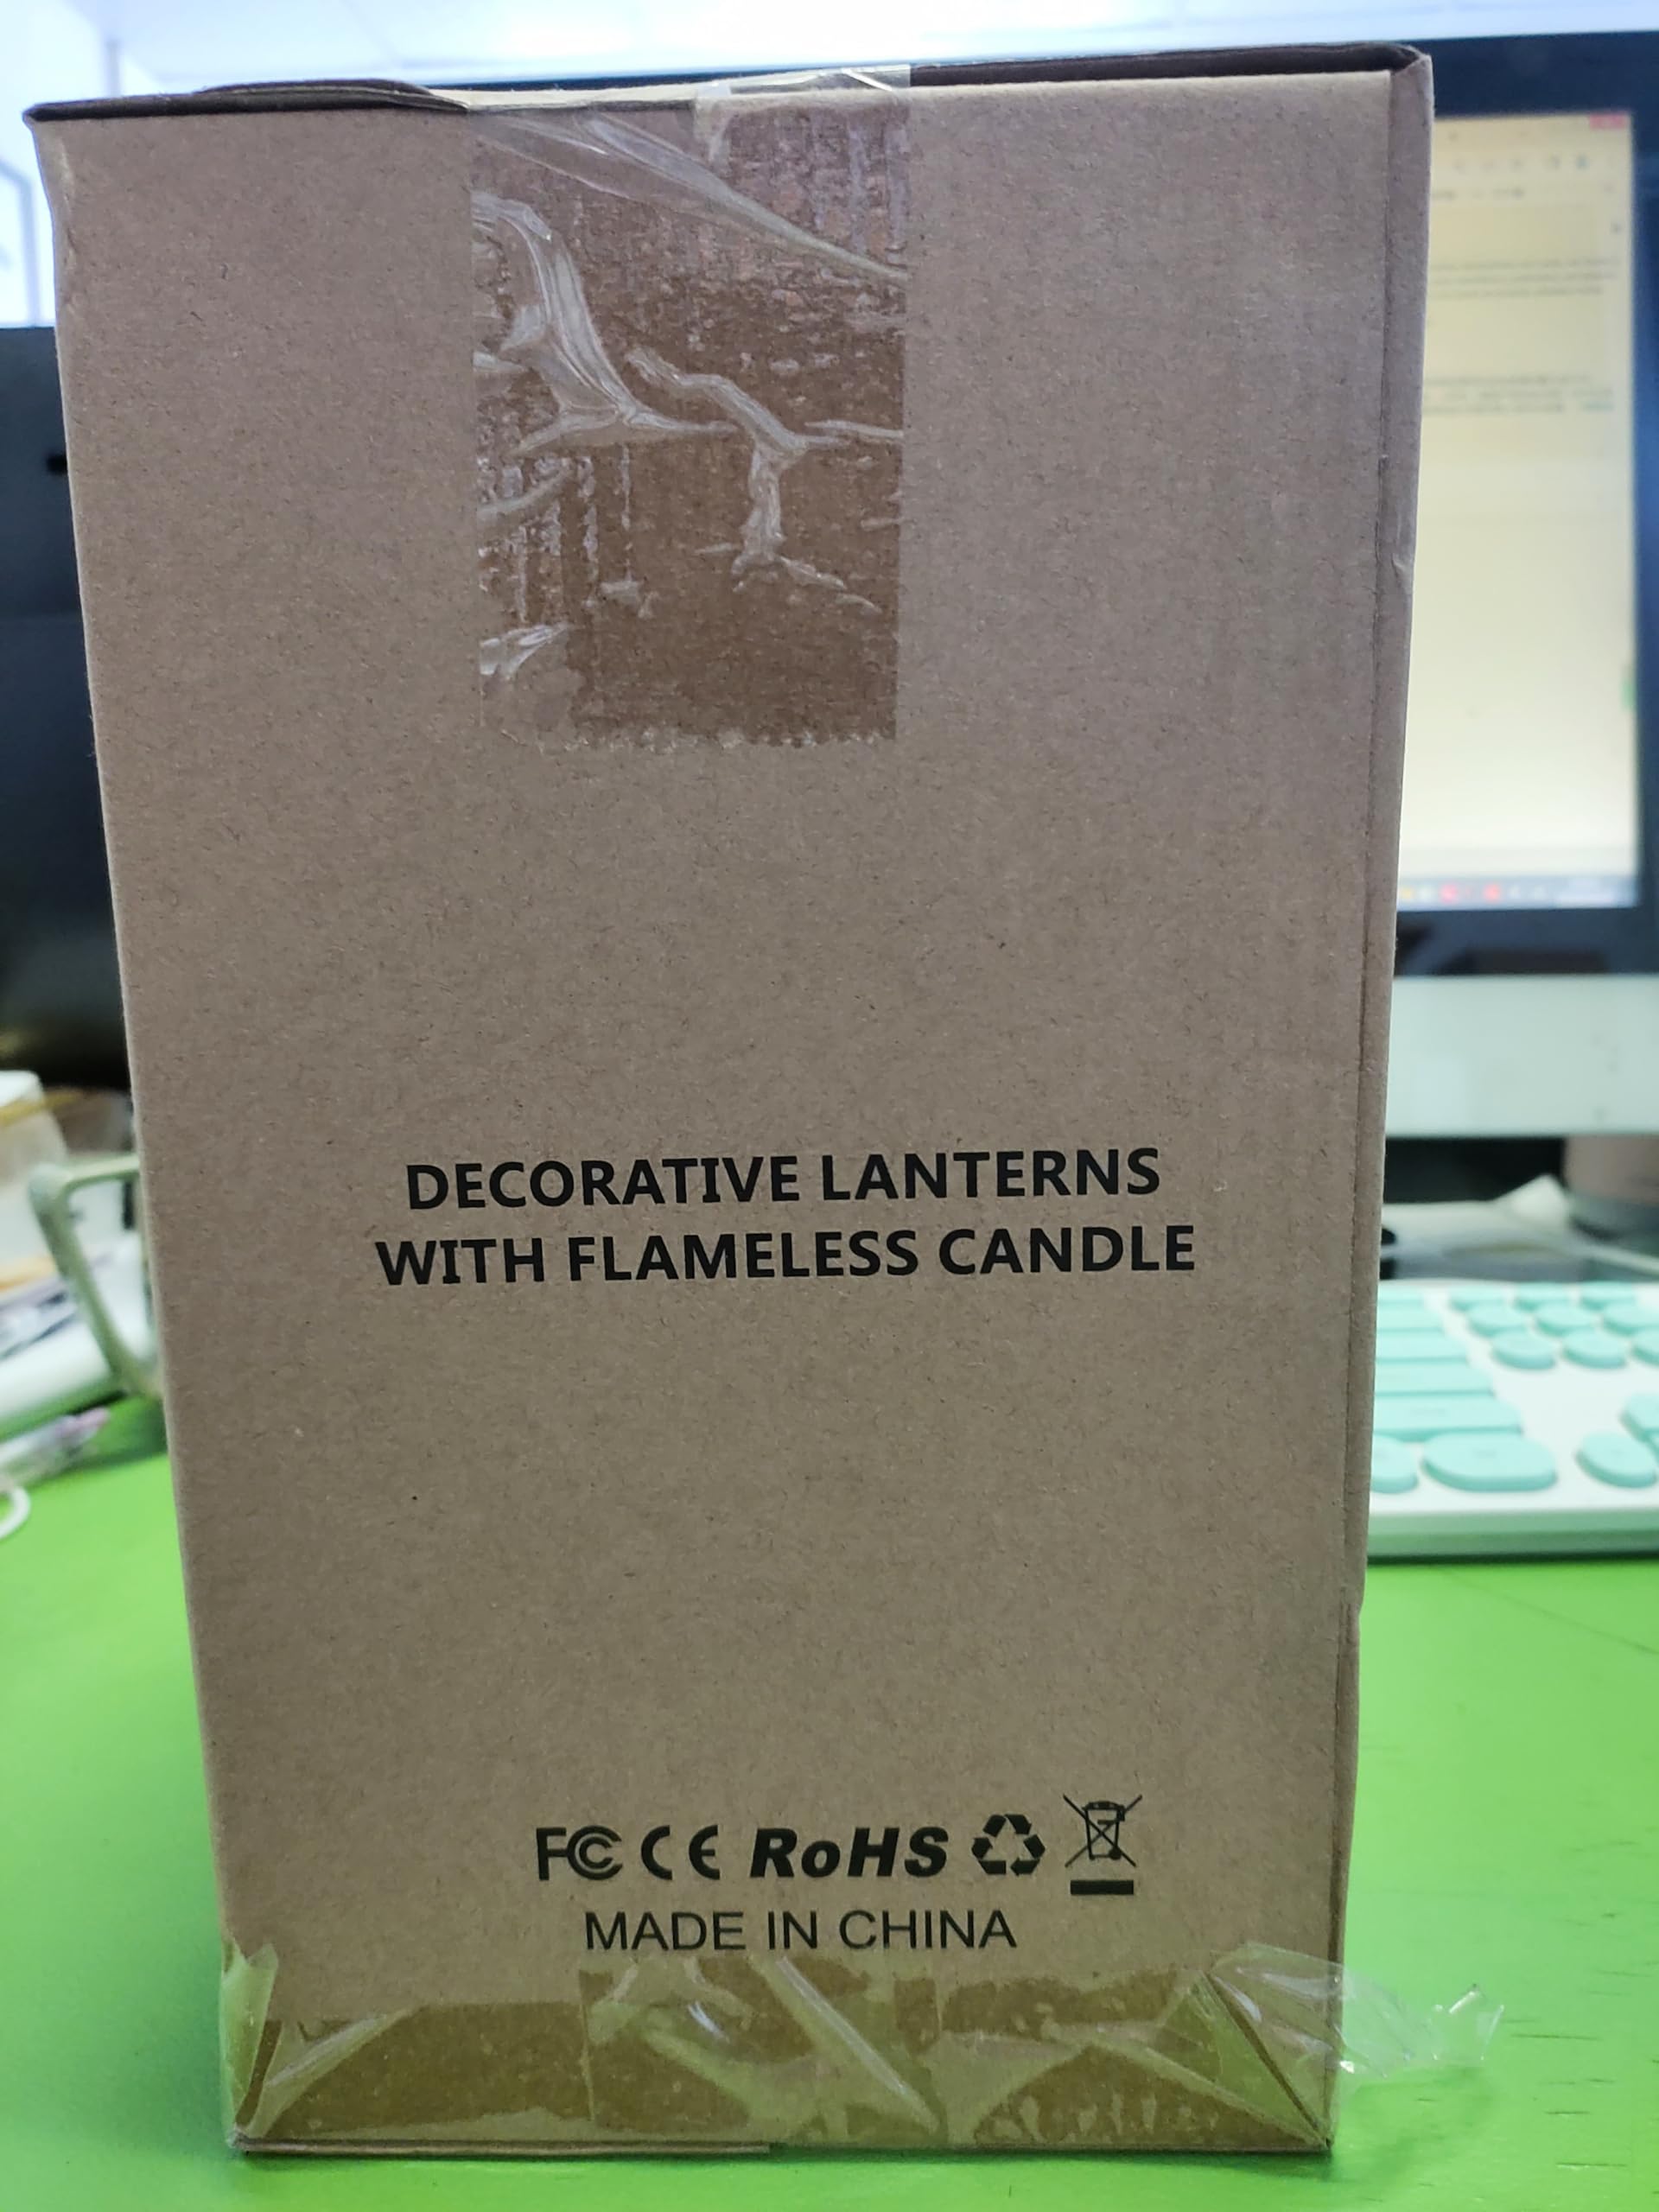 DECORATIVE LANTERNS
WITH FLAMELESS CANDLE
FC CE RoHS
MADE IN CHINA